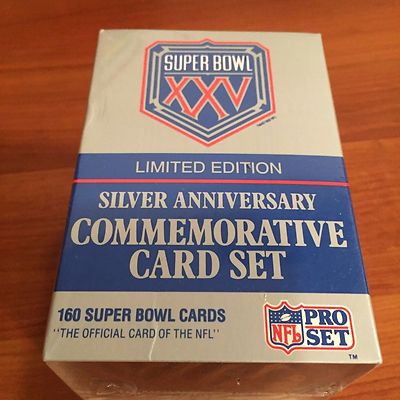 SUPER BOWL
XXV
LIMITED EDITION
SILVER ANNIVERSARY
COMMEMORATIVE
CARD SET
160 SUPER BOWL CARDS
"THE OFFICIAL CARD OF THE NFL"
NFL
PRO
SET
TM